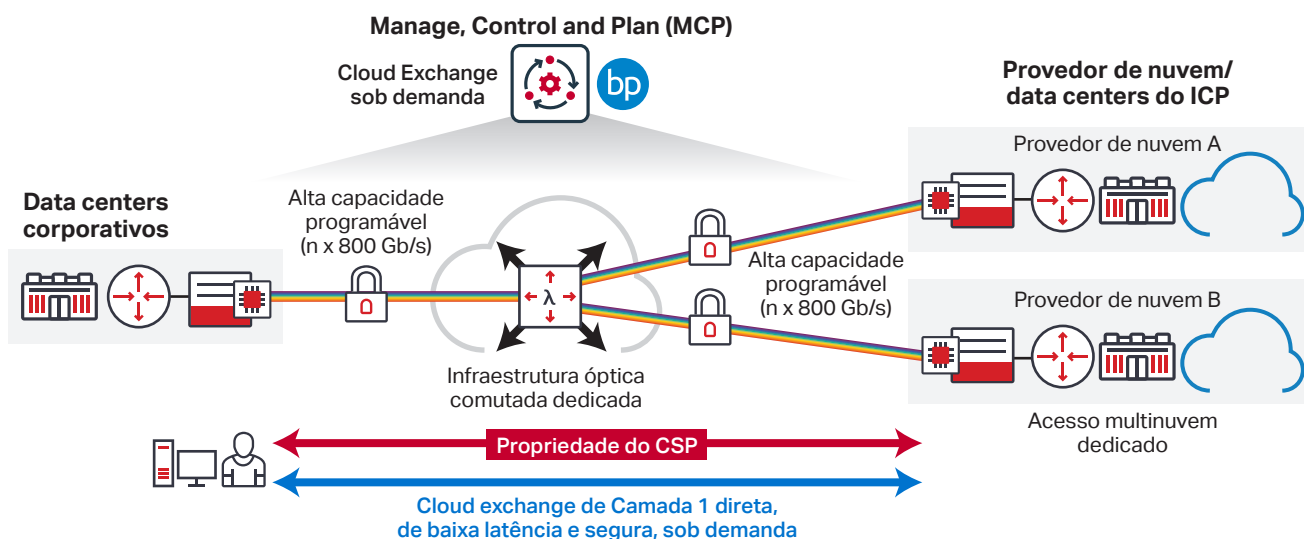 Manage, Control and Plan (MCP)
Cloud Exchange
sob demanda
bp
Provedor de nuvem/
data centers do ICP
Provedor de nuvem A
Data centers
corporativos
Alta capacidade
programável
(n x 800 Gb/s)
λ
Alta capacidade
programável
(n x 800 Gb/s)
Provedor de nuvem B
Infraestrutura óptica
comutada dedicada
Acesso multinuvem
dedicado
Propriedade do CSP
Cloud exchange de Camada 1 direta,
de baixa latência e segura, sob demanda